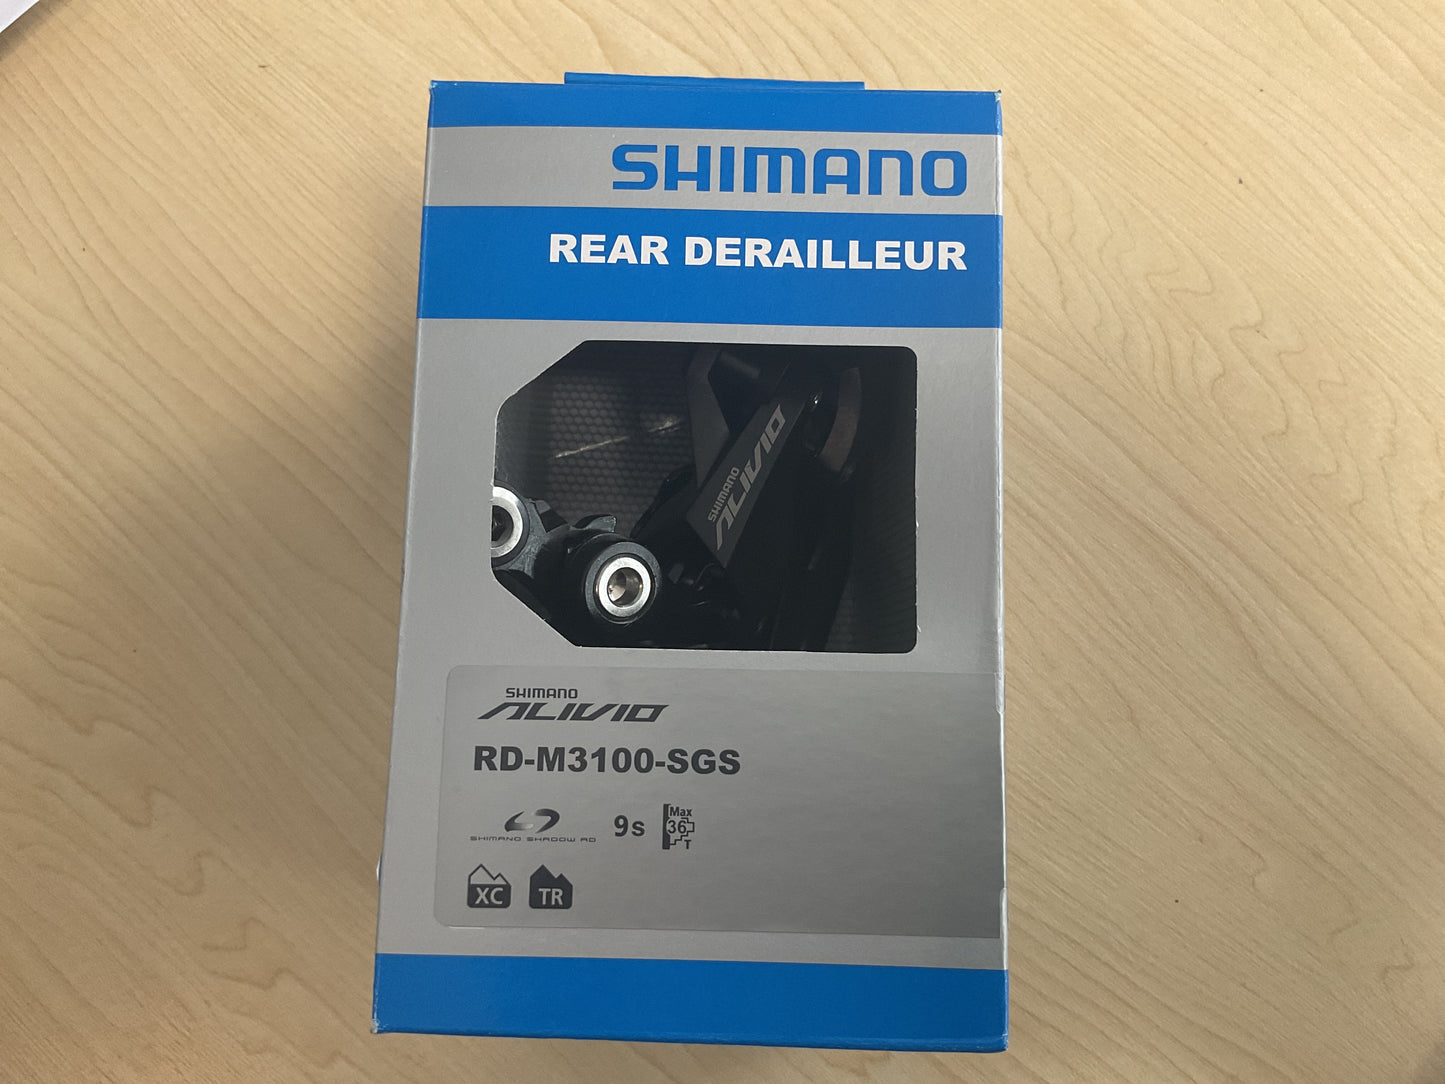 SHIMANO
REAR DERAILLEUR
SHIMANO
ALIVIO
SHIMANO
ALIVIO
RD-M3100-SGS
SHIMANO SHADOW RD
9s
Max
36
T
XC
TR